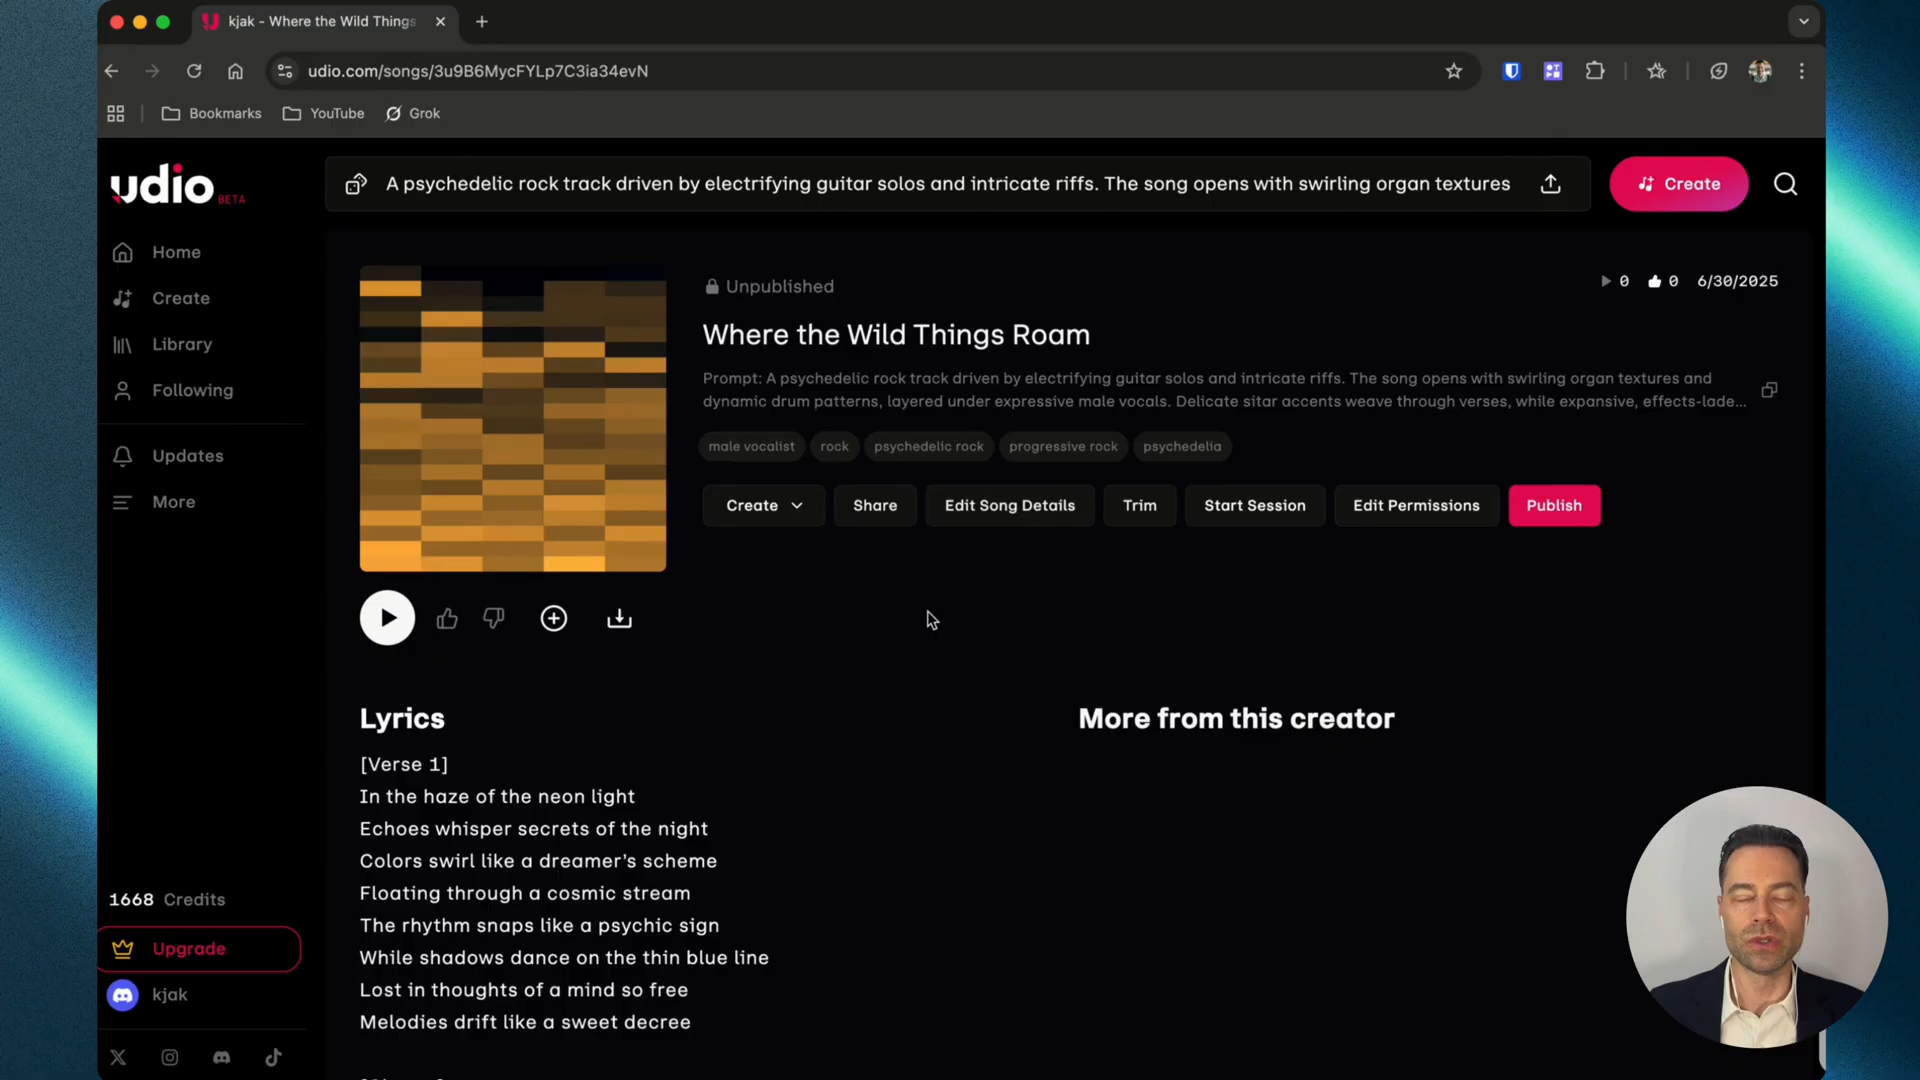 kjak - Where the Wild Things
udio.com/songs/3u9B6MycFYLp7C3ia34evN
Bookmarks
YouTube
Grok
udio BETA
A psychedelic rock track driven by electrifying guitar solos and intricate riffs. The song opens with swirling organ textures
Create
Home
Create
Library
Following
Updates
More
Unpublished
0
0
6/30/2025
Where the Wild Things Roam
Prompt: A psychedelic rock track driven by electrifying guitar solos and intricate riffs. The song opens with swirling organ textures and
dynamic drum patterns, layered under expressive male vocals. Delicate sitar accents weave through verses, while expansive, effects-lade...
male vocalist
rock
psychedelic rock
progressive rock
psychedelia
Create
Share
Edit Song Details
Trim
Start Session
Edit Permissions
Publish
Lyrics
[Verse 1]
In the haze of the neon light
Echoes whisper secrets of the night
Colors swirl like a dreamer's scheme
Floating through a cosmic stream
The rhythm snaps like a psychic sign
While shadows dance on the thin blue line
Lost in thoughts of a mind so free
Melodies drift like a sweet decree
More from this creator
1668 Credits
Upgrade
kjak